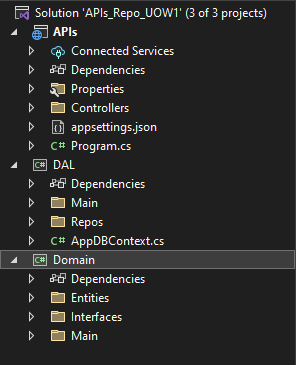 Solution 'APIs_Repo_UOW1' (3 of 3 projects)
APIs
Connected Services
Dependencies
Properties
Controllers
appsettings.json
C# Program.cs
C# DAL
Dependencies
Main
Repos
C# AppDBContext.cs
C# Domain
Dependencies
Entities
Interfaces
Main